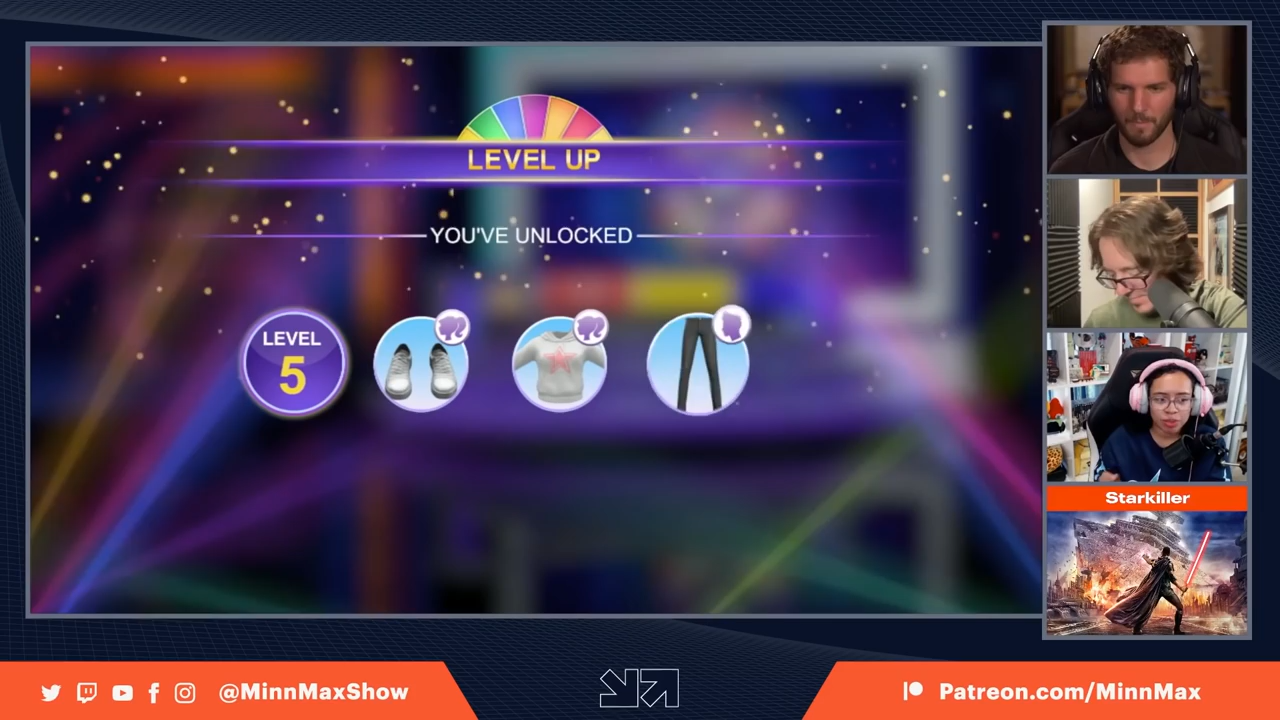 LEVEL UP
YOU'VE UNLOCKED
LEVEL
5
Starkiller
@MinnMaxShow
Patreon.com/MinnMax